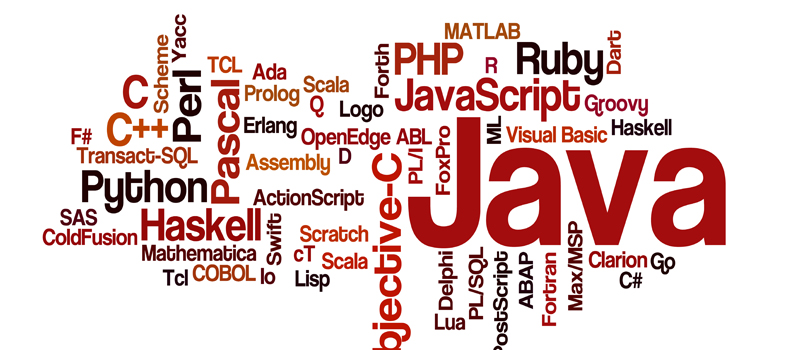 MATLAB
Yacc
Scheme
Forth
PHP
R
Ruby
Dart
TCL
Ada
Prolog
Scala
C
Perl
Pascal
Q
Logo
JavaScript
Groovy
F#
C++
Erlang
OpenEdge ABL
PL/I
FoxPro
ML
Visual Basic
Haskell
Transact-SQL
Assembly
D
Java
Python
ActionScript
bjective-C
SAS
Haskell
Swift
ColdFusion
Scratch
Mathematica
cT
Scala
Tcl
COBOL
Io
Lisp
Delphi
PL/SQL
PostScript
ABAP
Fortran
Max/MSP
Clarion
Go
C#
Lua